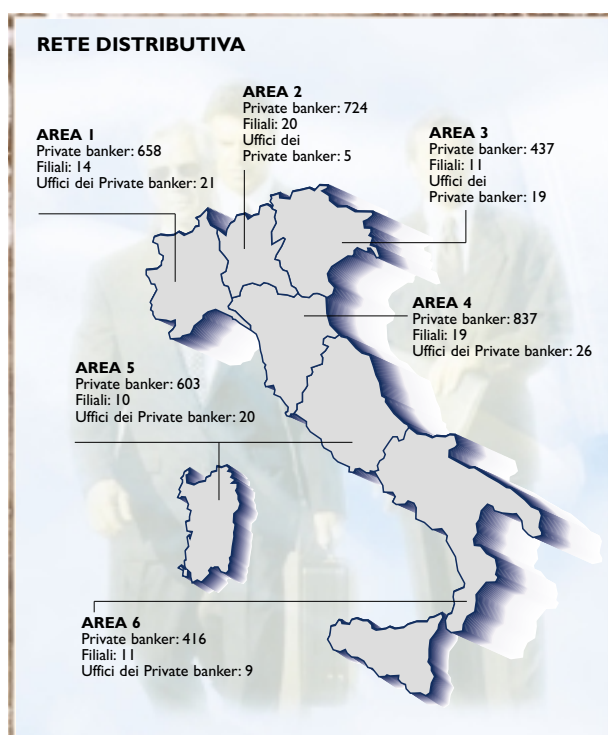 RETE DISTRIBUTIVA
AREA 1
Private banker: 658
Filiali: 14
Uffici dei Private banker: 21
AREA 2
Private banker: 724
Filiali: 20
Uffici dei
Private banker: 5
AREA 3
Private banker: 437
Filiali: 11
Uffici dei
Private banker: 19
AREA 4
Private banker: 837
Filiali: 19
Uffici dei Private banker: 26
AREA 5
Private banker: 603
Filiali: 10
Uffici dei Private banker: 20
AREA 6
Private banker: 416
Filiali: 11
Uffici dei Private banker: 9